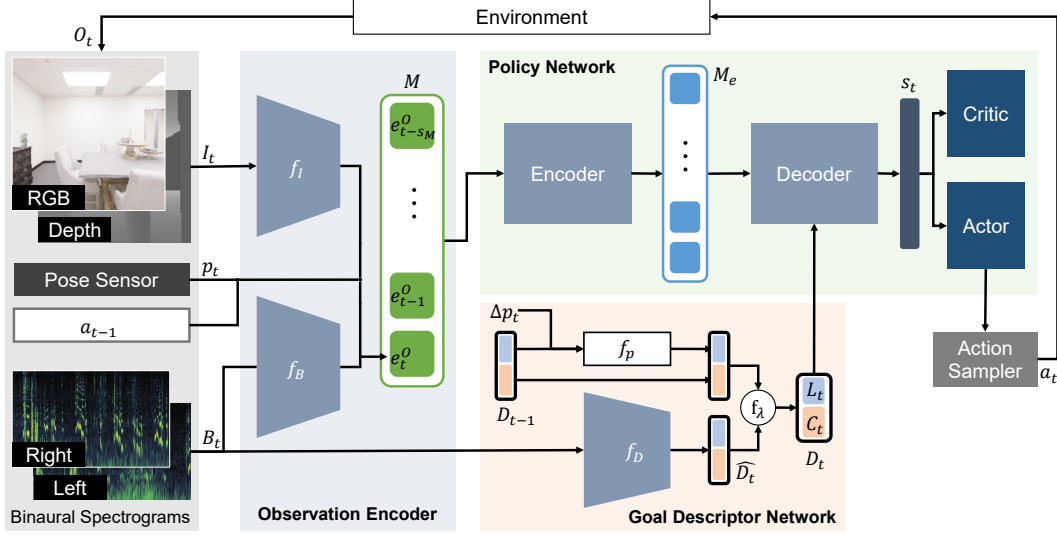 Environment
O_t
RGB
Depth
I_t
Pose Sensor
p_t
a_{t-1}
Right
Left
B_t
Binaural Spectrograms
f_I
f_B
M
e^O_{t-s_M}
e^O_{t-1}
e^O_t
Observation Encoder
Policy Network
Encoder
M_e
Decoder
s_t
Critic
Actor
Action
Sampler
a_t
Δp_t
f_p
D_{t-1}
f_λ
L_t
C_t
D_t
f_D
\widehat{D_t}
Goal Descriptor Network